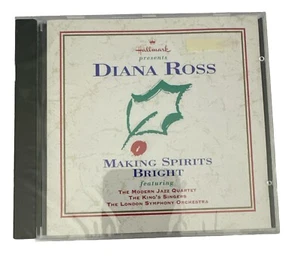 Hallmark
presents
DIANA ROSS
MAKING SPIRITS
BRIGHT
featuring
THE MODERN JAZZ QUARTET
THE KING'S SINGERS
THE LONDON SYMPHONY ORCHESTRA